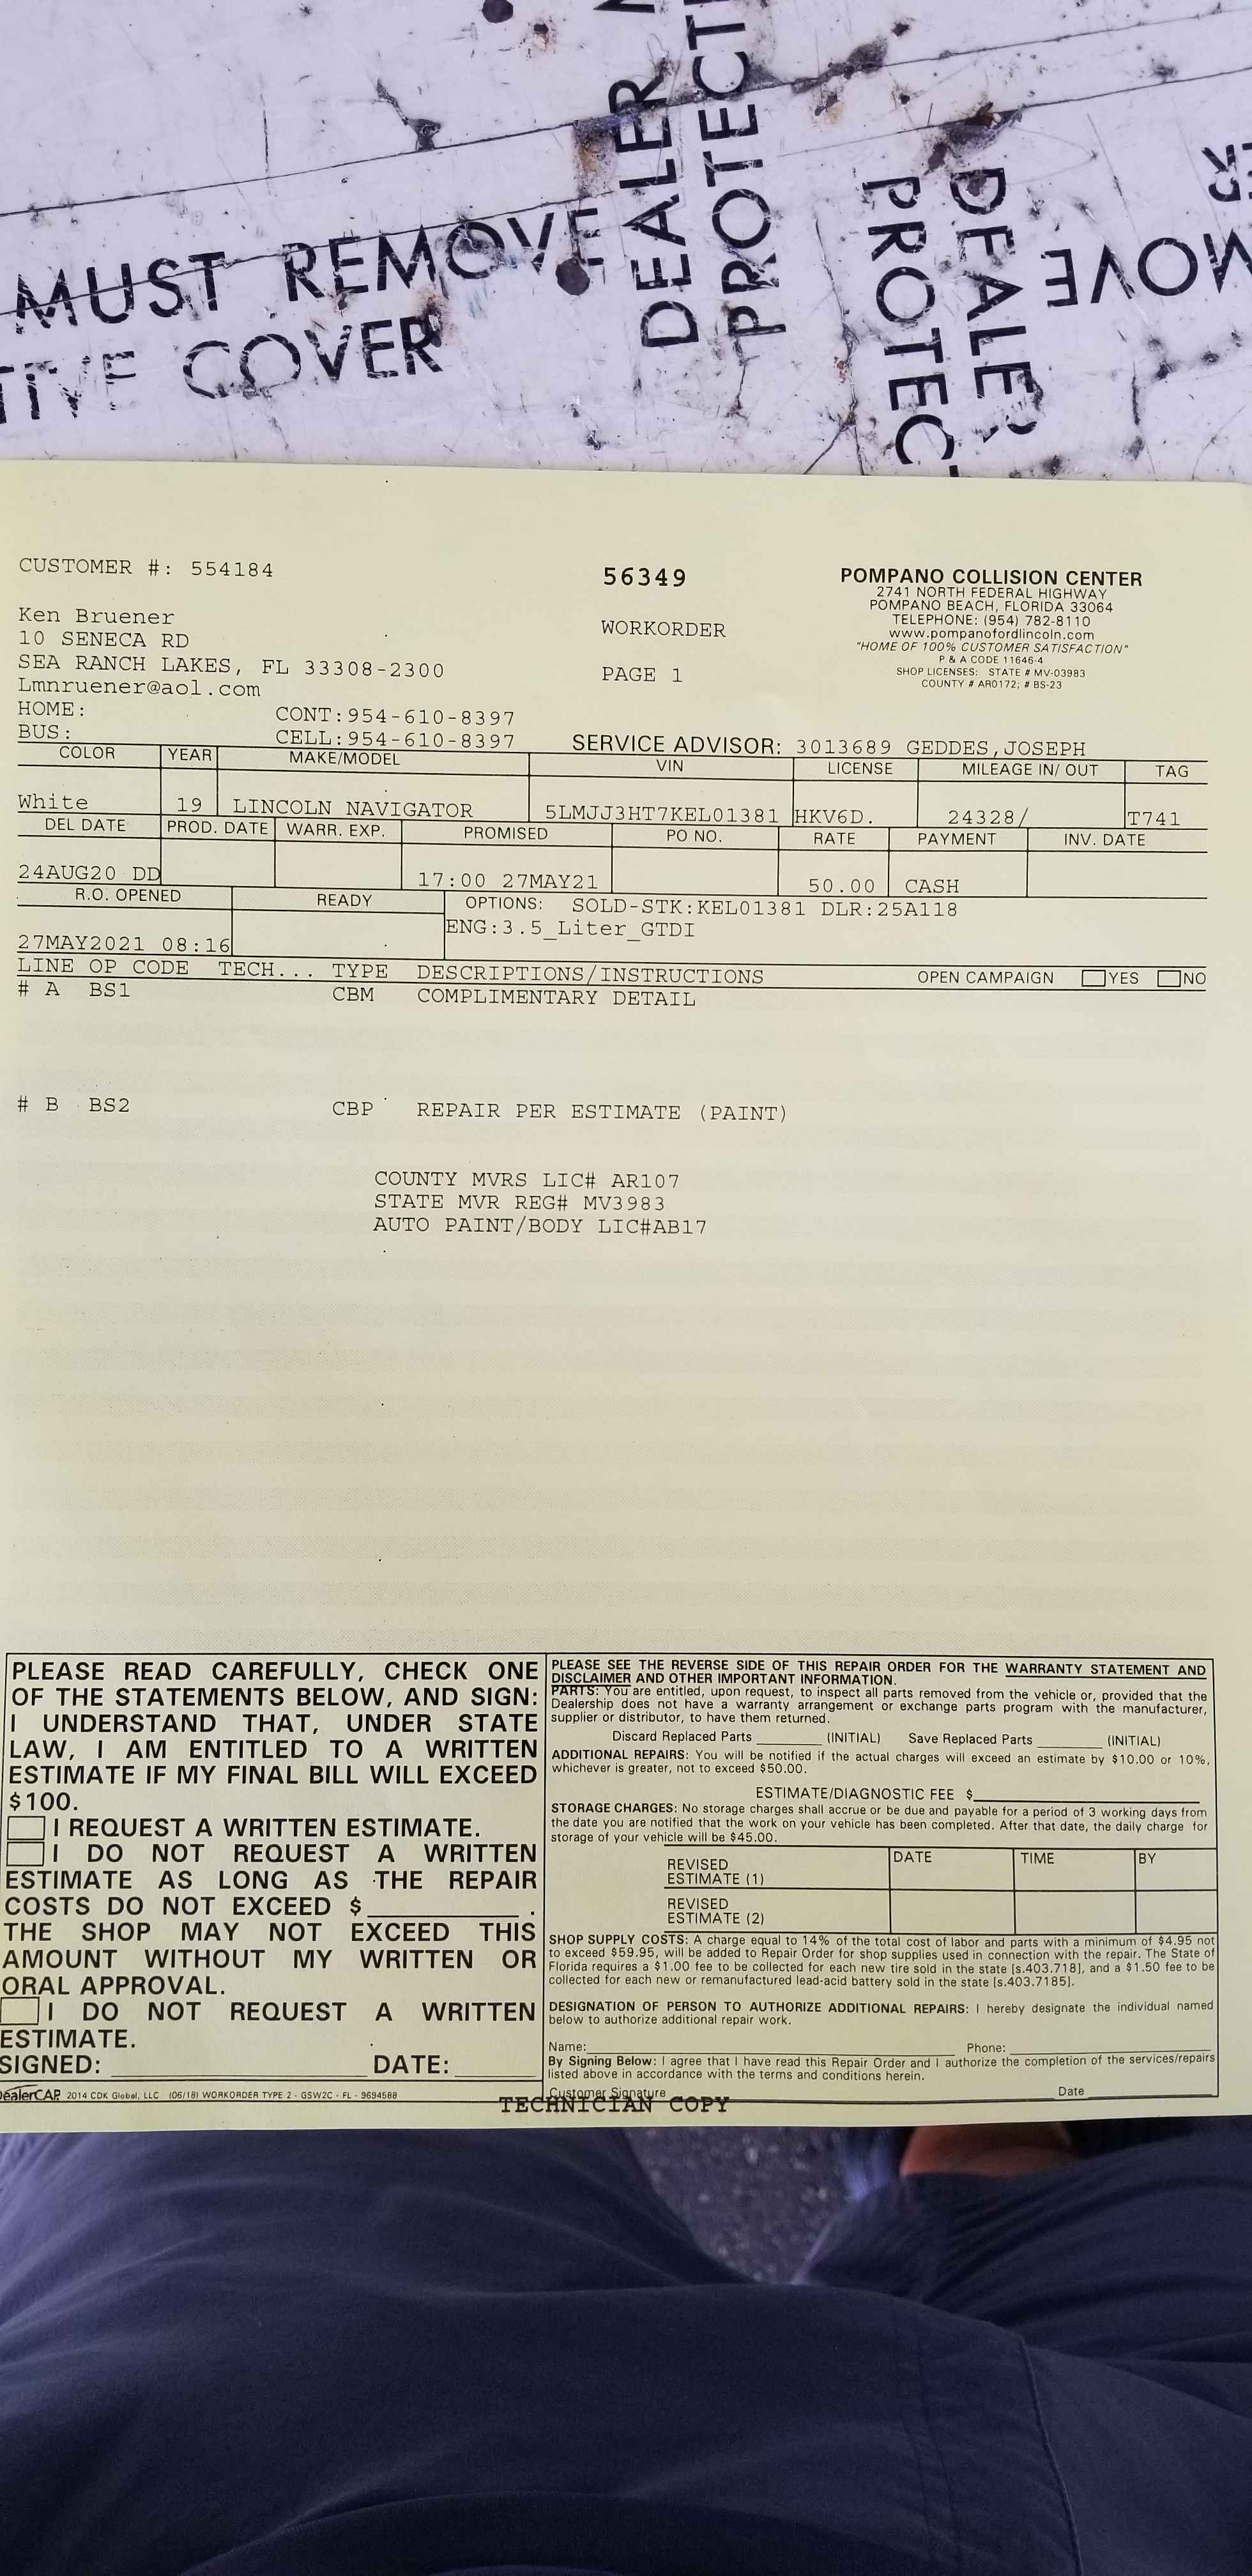 MUST REMOVE
TIVE COVER
DEALER M
PROTECT
DEALER
PROTEC
MOVE
ER
CUSTOMER #: 554184
56349
POMPANO COLLISION CENTER
2741 NORTH FEDERAL HIGHWAY
POMPANO BEACH, FLORIDA 33064
TELEPHONE: (954) 782-8110
www.pompanofordlincoln.com
"HOME OF 100% CUSTOMER SATISFACTION"
P & A CODE 11646-4
SHOP LICENSES: STATE # MV-03983
COUNTY # AR0172; # BS-23
Ken Bruener
10 SENECA RD
SEA RANCH LAKES, FL 33308-2300
Lmnruener@aol.com
WORKORDER
PAGE 1
HOME: CONT:954-610-8397
BUS: CELL:954-610-8397
SERVICE ADVISOR: 3013689 GEDDES,JOSEPH
COLOR YEAR MAKE/MODEL VIN LICENSE MILEAGE IN/ OUT TAG
White 19 LINCOLN NAVIGATOR 5LMJJ3HT7KEL01381 HKV6D. 24328/ T741
DEL DATE PROD. DATE WARR. EXP. PROMISED PO NO. RATE PAYMENT INV. DATE
24AUG20 DD 17:00 27MAY21 50.00 CASH
R.O. OPENED READY OPTIONS: SOLD-STK:KEL01381 DLR:25A118
ENG:3.5_Liter_GTDI
27MAY2021 08:16
LINE OP CODE TECH... TYPE DESCRIPTIONS/INSTRUCTIONS OPEN CAMPAIGN YES NO
# A BS1 CBM COMPLIMENTARY DETAIL
# B BS2 CBP REPAIR PER ESTIMATE (PAINT)
COUNTY MVRS LIC# AR107
STATE MVR REG# MV3983
AUTO PAINT/BODY LIC#AB17
PLEASE READ CAREFULLY, CHECK ONE
OF THE STATEMENTS BELOW, AND SIGN:
I UNDERSTAND THAT, UNDER STATE
LAW, I AM ENTITLED TO A WRITTEN
ESTIMATE IF MY FINAL BILL WILL EXCEED
$100.
I REQUEST A WRITTEN ESTIMATE.
I DO NOT REQUEST A WRITTEN
ESTIMATE AS LONG AS THE REPAIR
COSTS DO NOT EXCEED $ .
THE SHOP MAY NOT EXCEED THIS
AMOUNT WITHOUT MY WRITTEN OR
ORAL APPROVAL.
I DO NOT REQUEST A WRITTEN
ESTIMATE.
SIGNED: DATE:
PLEASE SEE THE REVERSE SIDE OF THIS REPAIR ORDER FOR THE WARRANTY STATEMENT AND
DISCLAIMER AND OTHER IMPORTANT INFORMATION.
PARTS: You are entitled, upon request, to inspect all parts removed from the vehicle or, provided that the
Dealership does not have a warranty arrangement or exchange parts program with the manufacturer,
supplier or distributor, to have them returned.
Discard Replaced Parts (INITIAL) Save Replaced Parts (INITIAL)
ADDITIONAL REPAIRS: You will be notified if the actual charges will exceed an estimate by $10.00 or 10%,
whichever is greater, not to exceed $50.00.
ESTIMATE/DIAGNOSTIC FEE $
STORAGE CHARGES: No storage charges shall accrue or be due and payable for a period of 3 working days from
the date you are notified that the work on your vehicle has been completed. After that date, the daily charge for
storage of your vehicle will be $45.00.
REVISED
ESTIMATE (1)
DATE TIME BY
REVISED
ESTIMATE (2)
SHOP SUPPLY COSTS: A charge equal to 14% of the total cost of labor and parts with a minimum of $4.95 not
to exceed $59.95, will be added to Repair Order for shop supplies used in connection with the repair. The State of
Florida requires a $1.00 fee to be collected for each new tire sold in the state [s.403.718], and a $1.50 fee to be
collected for each new or remanufactured lead-acid battery sold in the state [s.403.7185].
DESIGNATION OF PERSON TO AUTHORIZE ADDITIONAL REPAIRS: I hereby designate the individual named
below to authorize additional repair work.
Name: Phone:
By Signing Below: I agree that I have read this Repair Order and I authorize the completion of the services/repairs
listed above in accordance with the terms and conditions herein.
Customer Signature Date
DealerCAP 2014 CDK Global, LLC (06/18) WORKORDER TYPE 2 - GSW2C - FL - 9694588
TECHNICIAN COPY